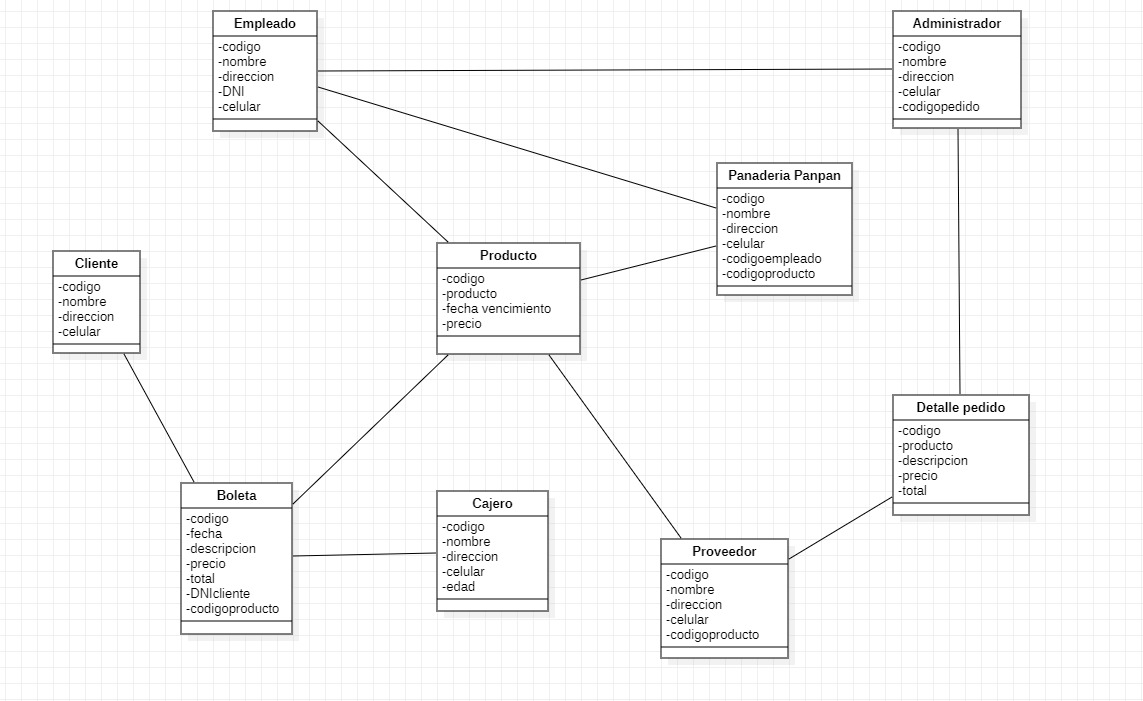 Empleado
-codigo
-nombre
-direccion
-DNI
-celular
Administrador
-codigo
-nombre
-direccion
-celular
-codigopedido
Panaderia Panpan
-codigo
-nombre
-direccion
-celular
-codigoempleado
-codigoproducto
Producto
-codigo
-producto
-fecha vencimiento
-precio
Cliente
-codigo
-nombre
-direccion
-celular
Detalle pedido
-codigo
-producto
-descripcion
-precio
-total
Boleta
-codigo
-fecha
-descripcion
-precio
-total
-DNIcliente
-codigoproducto
Cajero
-codigo
-nombre
-direccion
-celular
-edad
Proveedor
-codigo
-nombre
-direccion
-celular
-codigoproducto